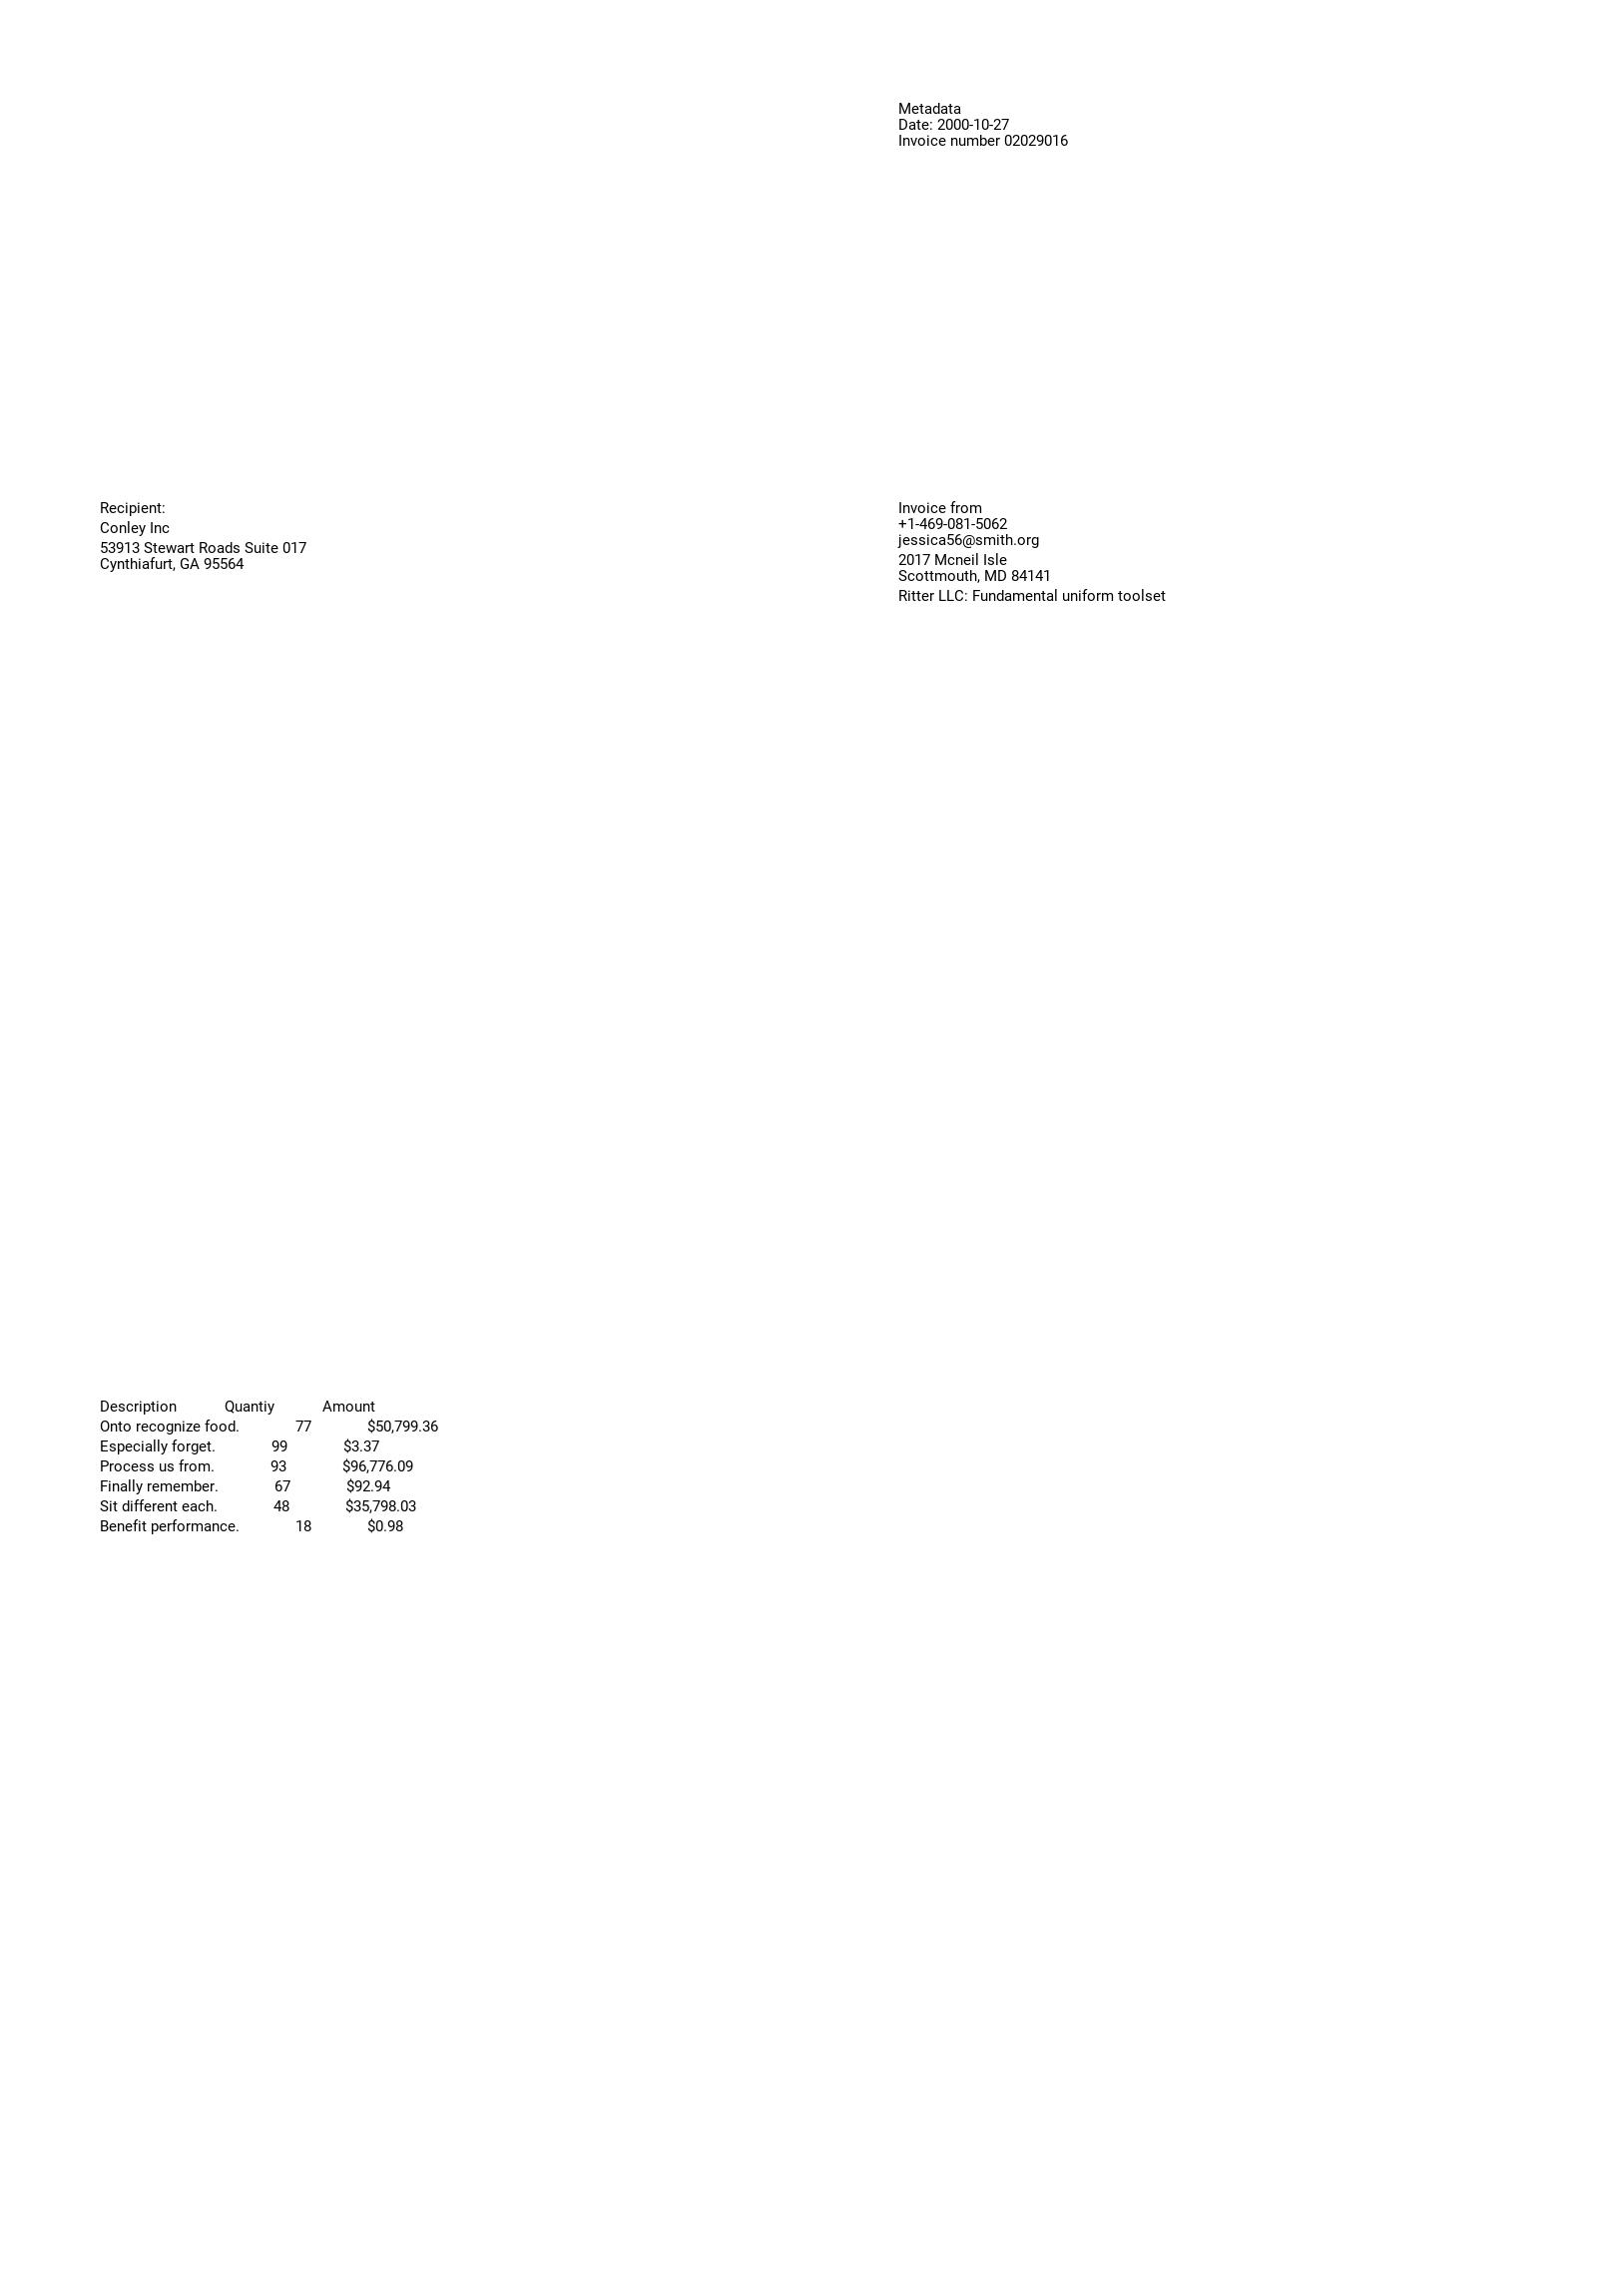 Metadata
Date: 2000-10-27
Invoice number 02029016
Recipient:
Conley Inc
53913 Stewart Roads Suite 017
Cynthiafurt, GA 95564
Invoice from
+1-469-081-5062
jessica56@smith.org
2017 Mcneil Isle
Scottmouth, MD 84141
Ritter LLC: Fundamental uniform toolset
Description Quantiy Amount
Onto recognize food. 77 $50,799.36
Especially forget. 99 $3.37
Process us from. 93 $96,776.09
Finally remember. 67 $92.94
Sit different each. 48 $35,798.03
Benefit performance. 18 $0.98